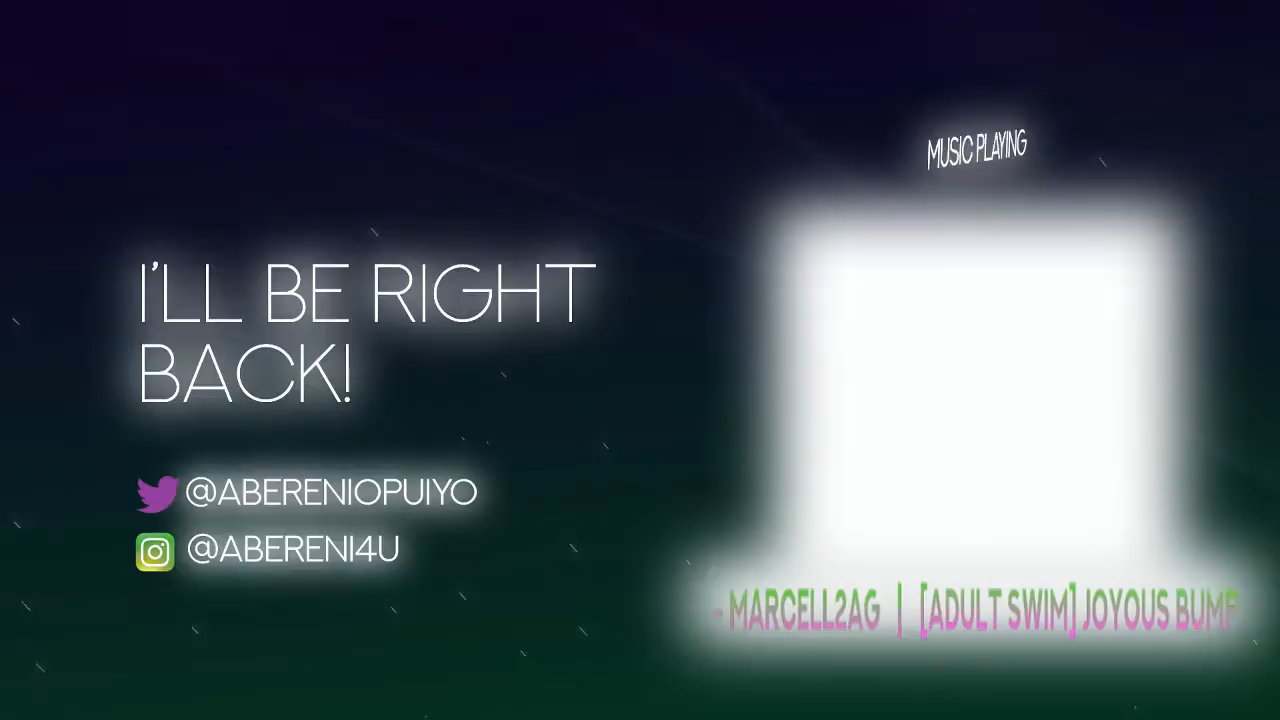 MUSIC PLAYING
I'LL BE RIGHT
BACK!
@ABERENIOPUIYO
@ABERENI4U
- MARCELL2AG | [ADULT SWIM] JOYOUS BUMP